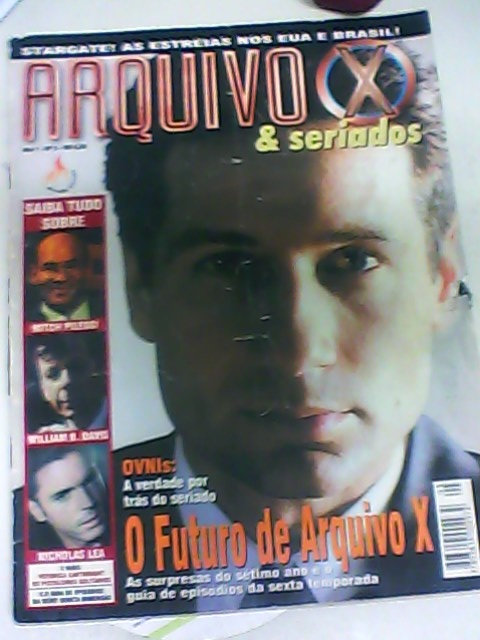 STARGATE! AS ESTRÉIAS NOS EUA E BRASIL!
ARQUIVO X
& seriados
SAIBA TUDO
SOBRE
MITCH PILEGGI
WILLIAM B. DAVIS
NICHOLAS LEA
OVNIs:
A verdade por
trás do seriado
O Futuro de Arquivo X
As surpresas do sétimo ano e o
guia de episódios da sexta temporada